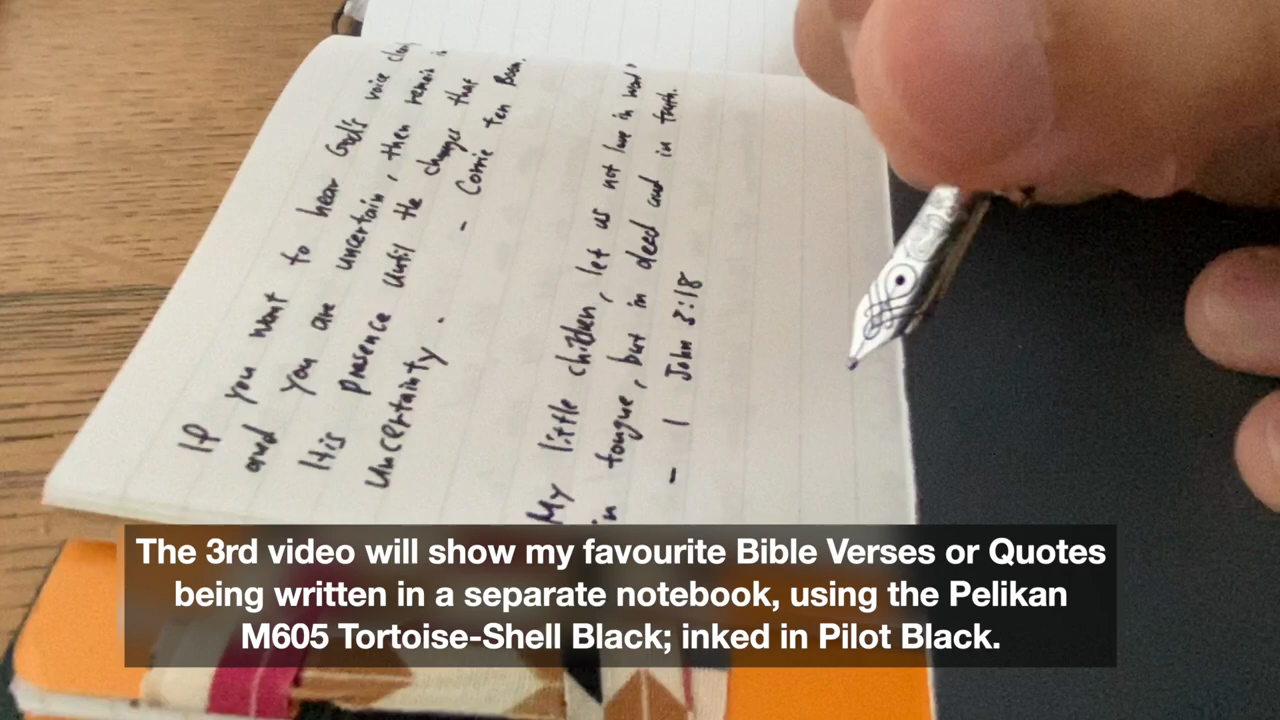 If you want to hear God's voice clearly
and you are uncertain, then remain in
His presence until the changes that
uncertainty.
- Corrie ten Boom.
My little children, let us not love in word,
in tongue, but in deed and in truth.
- 1 John 3:18
The 3rd video will show my favourite Bible Verses or Quotes
being written in a separate notebook, using the Pelikan
M605 Tortoise-Shell Black; inked in Pilot Black.